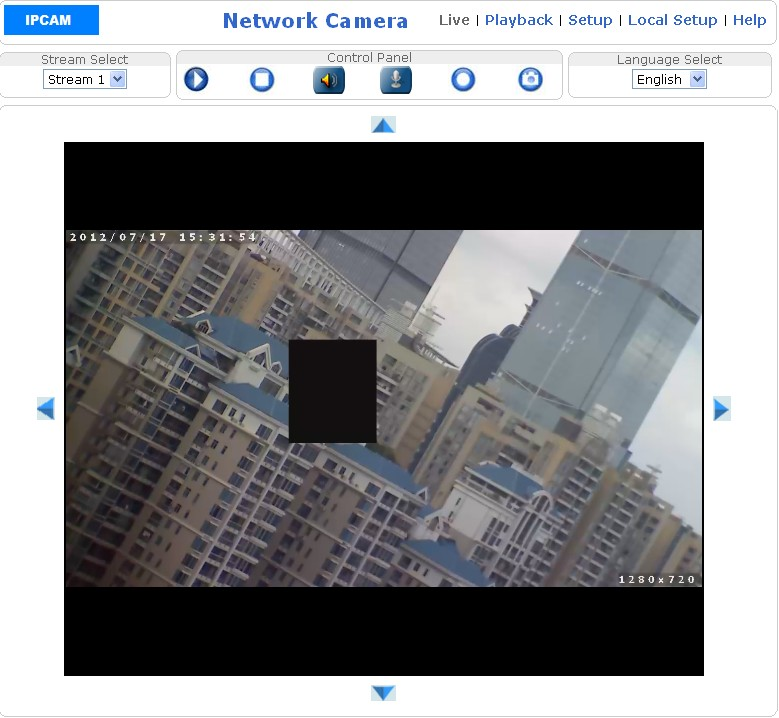 IPCAM
Network Camera
Live | Playback | Setup | Local Setup | Help
Stream Select
Control Panel
Language Select
Stream 1
English
2012/07/17 15:31:54
1280x720